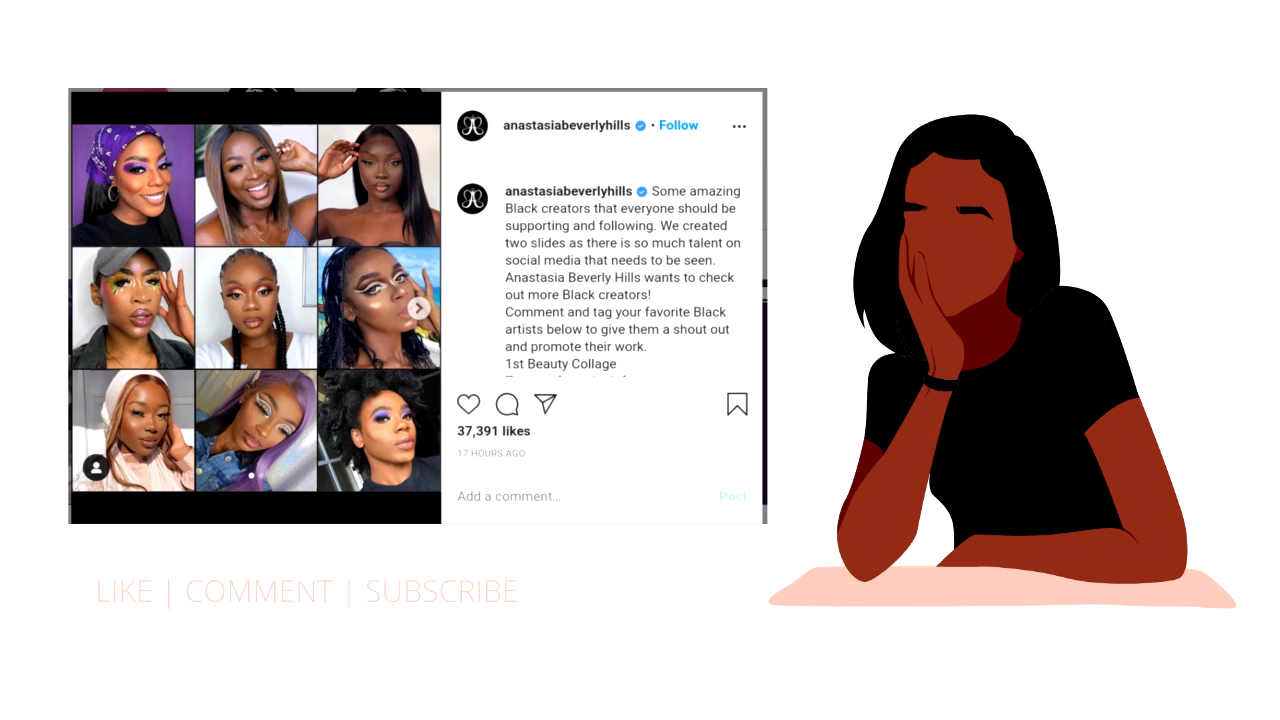 anastasiabeverlyhills • Follow
anastasiabeverlyhills Some amazing
Black creators that everyone should be
supporting and following. We created
two slides as there is so much talent on
social media that needs to be seen.
Anastasia Beverly Hills wants to check
out more Black creators!
Comment and tag your favorite Black
artists below to give them a shout out
and promote their work.
1st Beauty Collage
37,391 likes
17 HOURS AGO
Add a comment... Post
LIKE | COMMENT | SUBSCRIBE